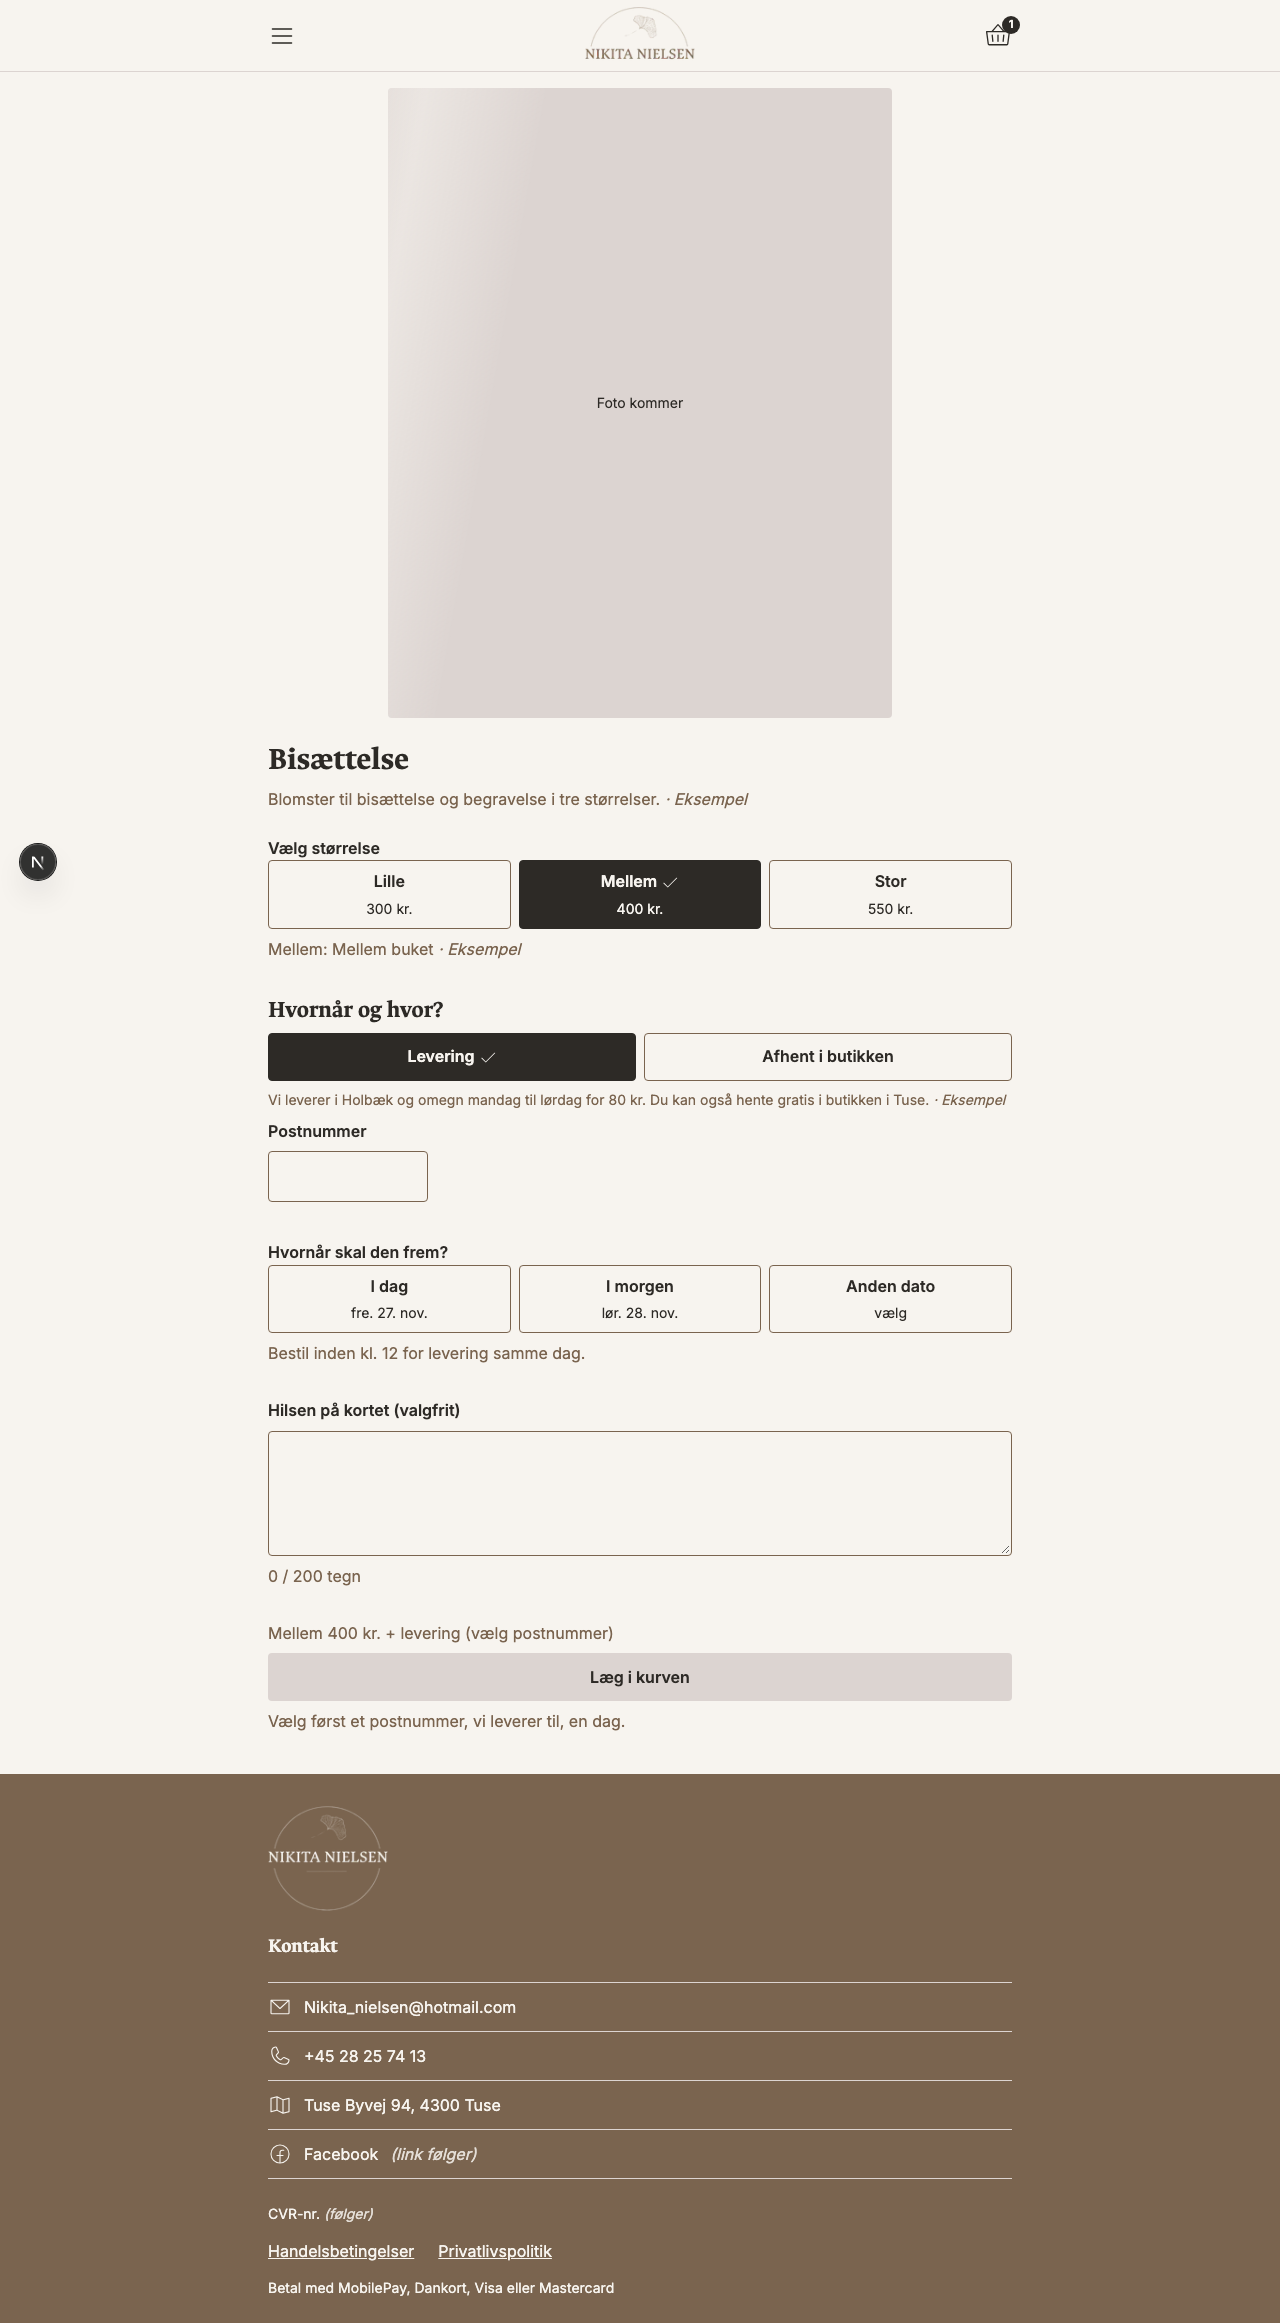 NIKITA NIELSEN
1
Foto kommer
Bisættelse
Blomster til bisættelse og begravelse i tre størrelser. · Eksempel
Vælg størrelse
Lille
300 kr.
Mellem
400 kr.
Stor
550 kr.
Mellem: Mellem buket · Eksempel
Hvornår og hvor?
Levering
Afhent i butikken
Vi leverer i Holbæk og omegn mandag til lørdag for 80 kr. Du kan også hente gratis i butikken i Tuse. · Eksempel
Postnummer
Hvornår skal den frem?
I dag
fre. 27. nov.
I morgen
lør. 28. nov.
Anden dato
vælg
Bestil inden kl. 12 for levering samme dag.
Hilsen på kortet (valgfrit)
0 / 200 tegn
Mellem 400 kr. + levering (vælg postnummer)
Læg i kurven
Vælg først et postnummer, vi leverer til, en dag.
NIKITA NIELSEN
Kontakt
Nikita_nielsen@hotmail.com
+45 28 25 74 13
Tuse Byvej 94, 4300 Tuse
Facebook (link følger)
CVR-nr. (følger)
Handelsbetingelser Privatlivspolitik
Betal med MobilePay, Dankort, Visa eller Mastercard